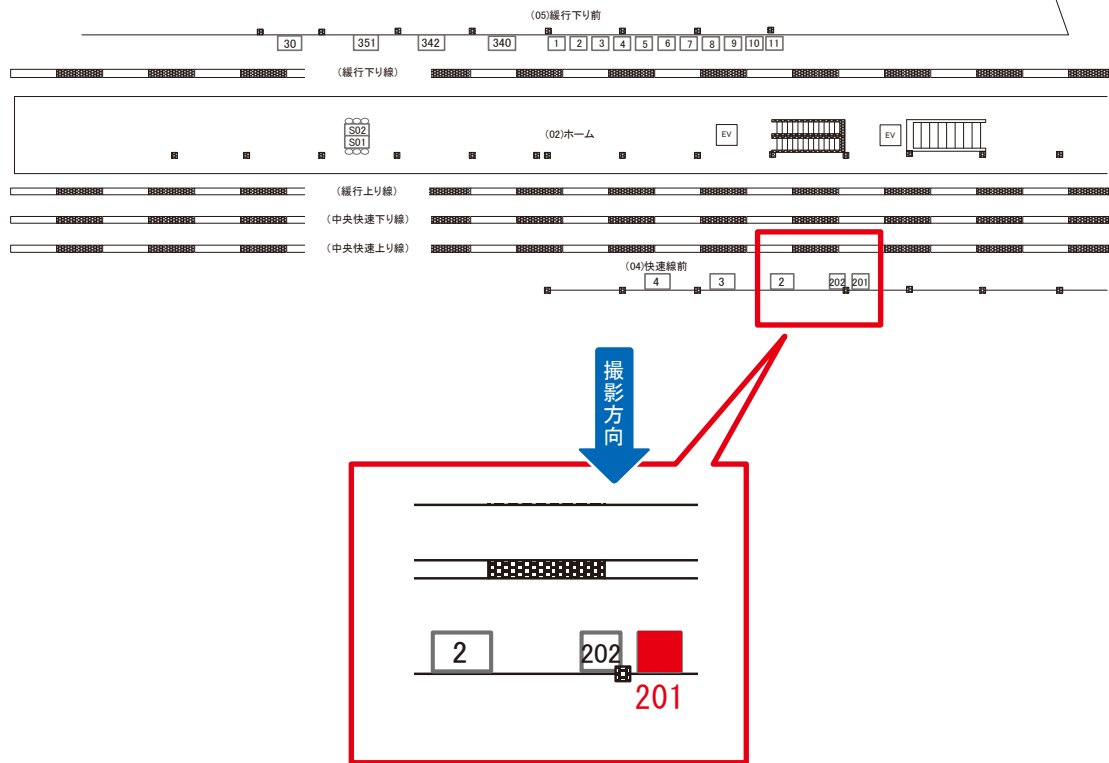 (05)緩行下り前
30 351 342 340 1 2 3 4 5 6 7 8 9 10 11
(緩行下り線)
S02
S01
(02)ホーム
EV
EV
(緩行上り線)
(中央快速下り線)
(中央快速上り線)
(04)快速線前
4 3 2 202 201
撮影方向
2 202
201